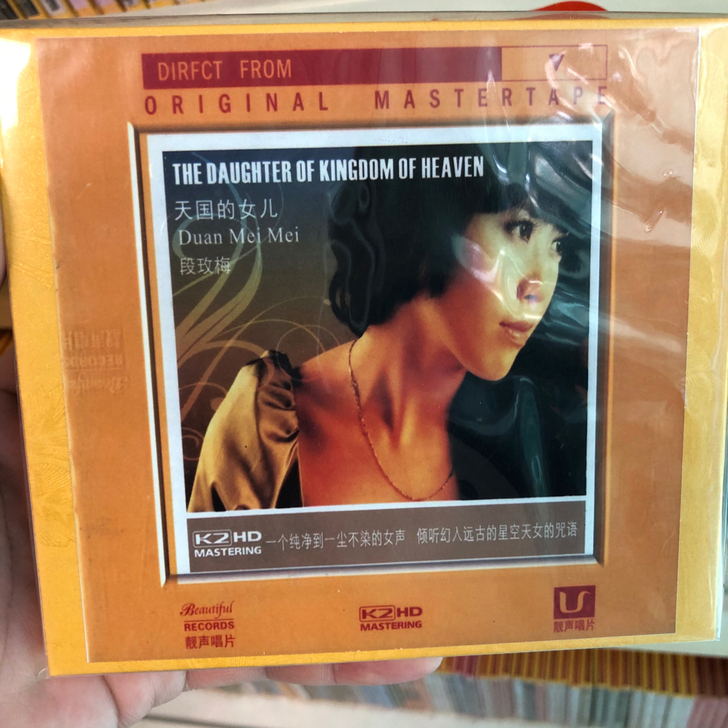 DIRFCT FROM
ORIGINAL MASTERTAPE
THE DAUGHTER OF KINGDOM OF HEAVEN
天国的女儿
Duan Mei Mei
段玫梅
K2HD
MASTERING
一个纯净到一尘不染的女声 倾听幻人远古的星空天女的咒语
Beautiful
RECORDS
靓声唱片
K2HD
MASTERING
U
靓声唱片